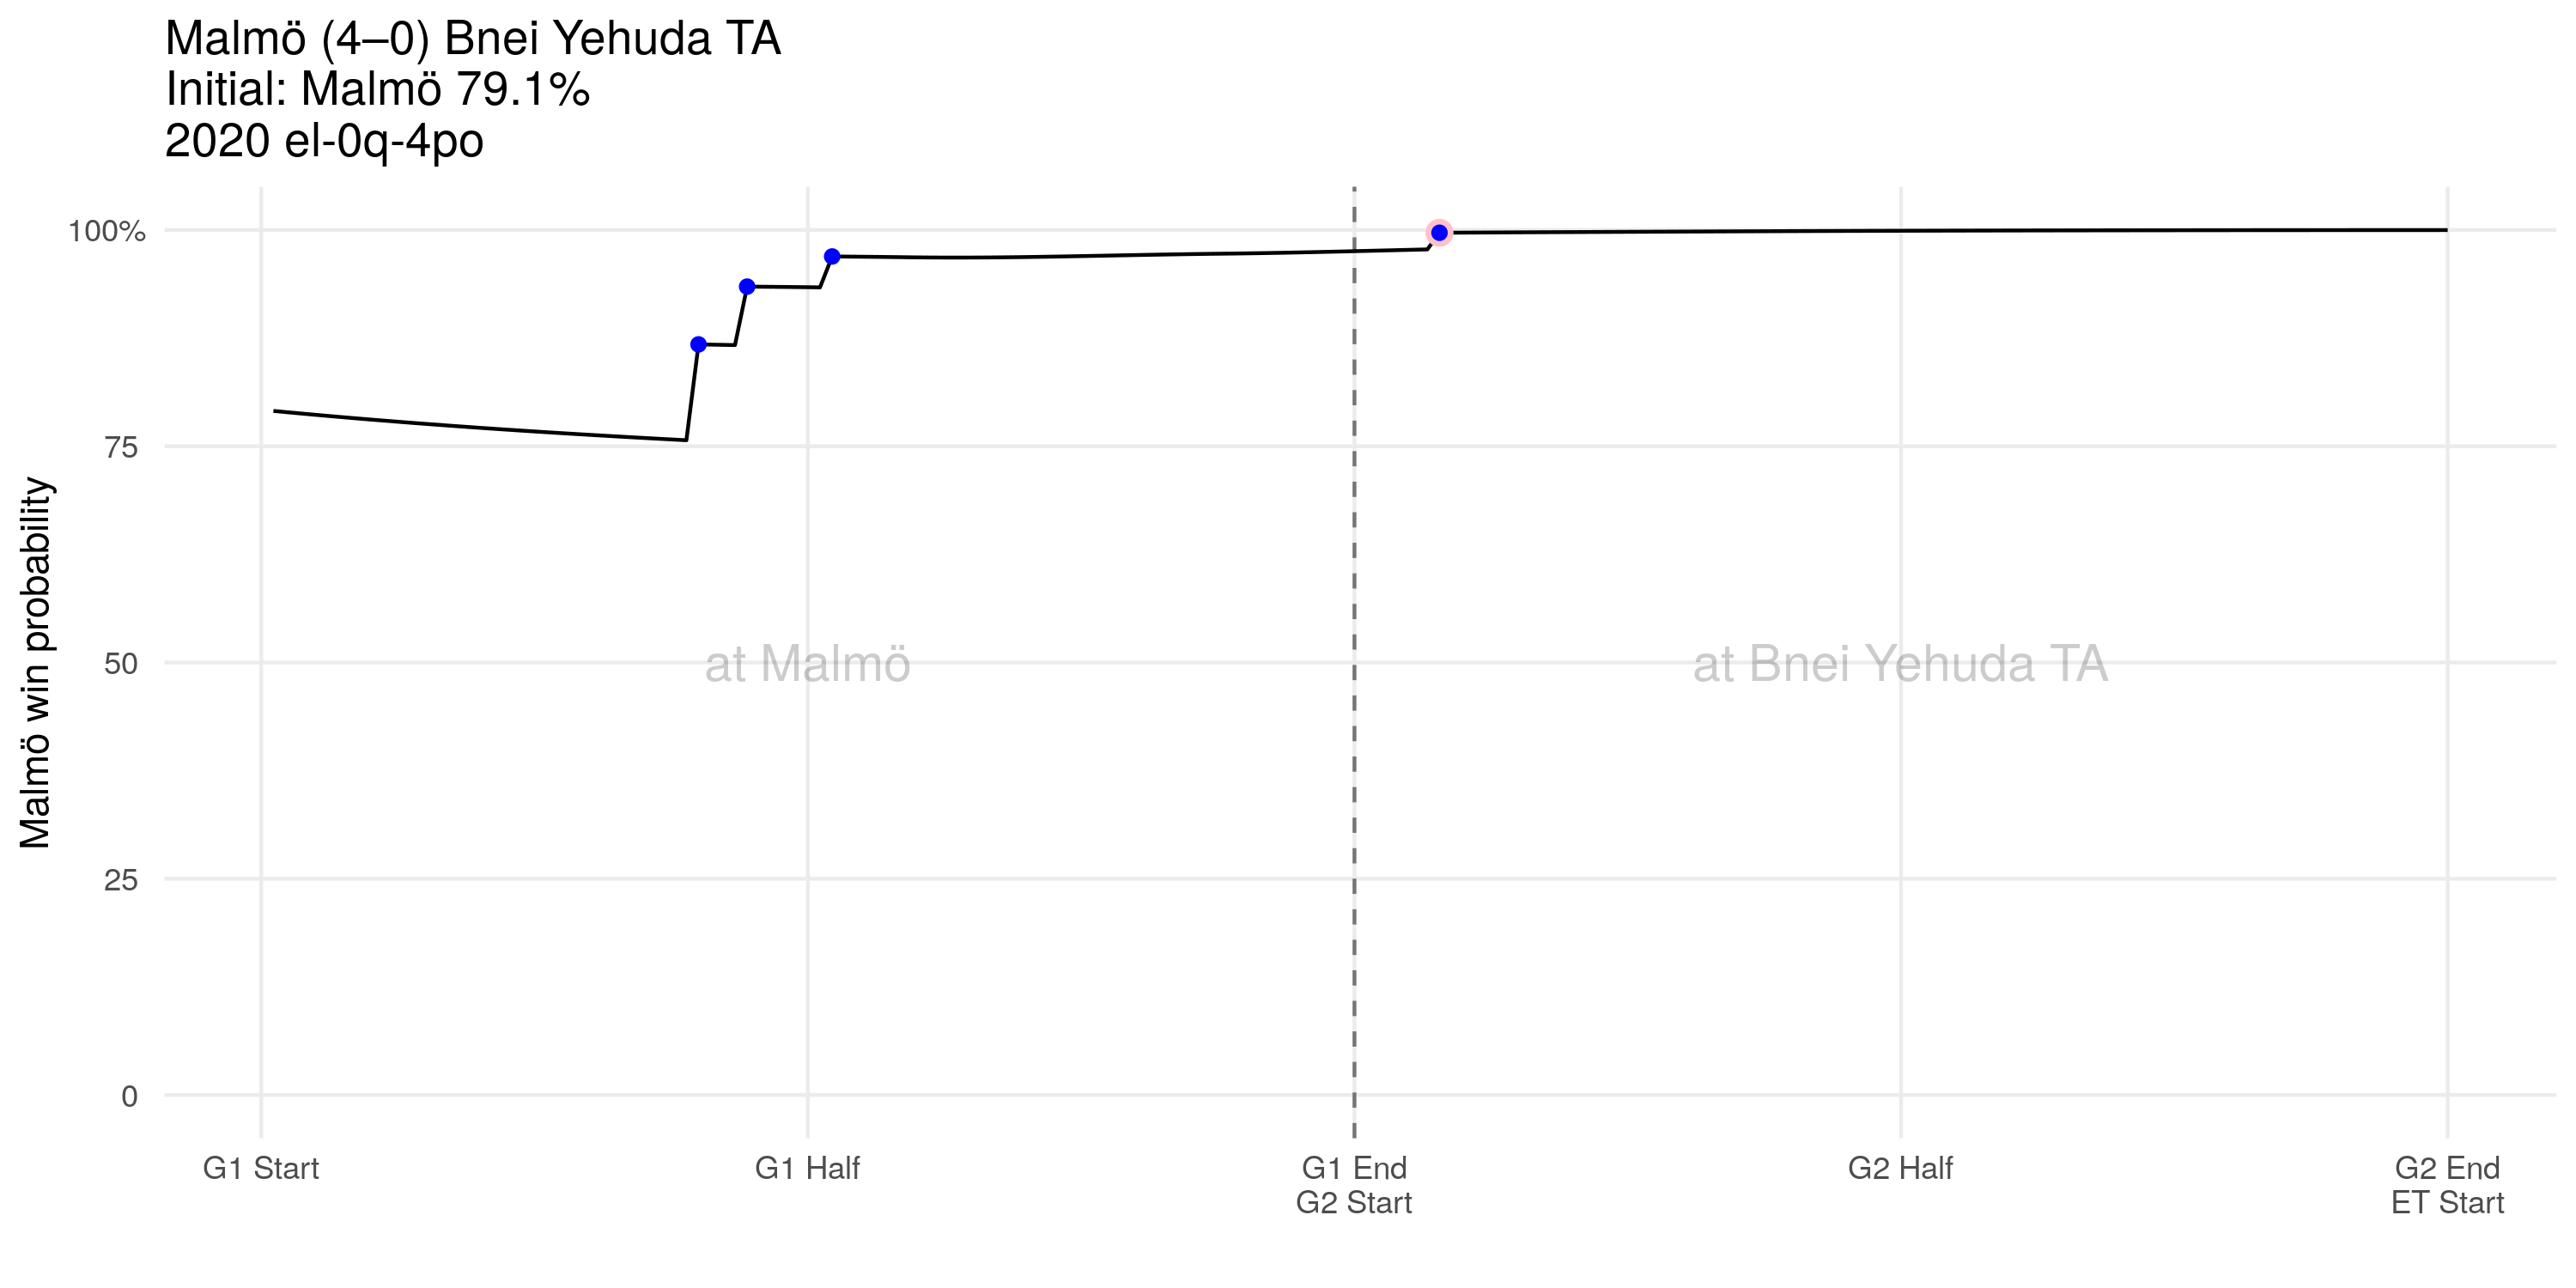 Malmö (4–0) Bnei Yehuda TA
Initial: Malmö 79.1%
2020 el-0q-4po
Malmö win probability
100%
75
50
25
0
at Malmö
at Bnei Yehuda TA
G1 Start
G1 Half
G1 End
G2 Start
G2 Half
G2 End
ET Start